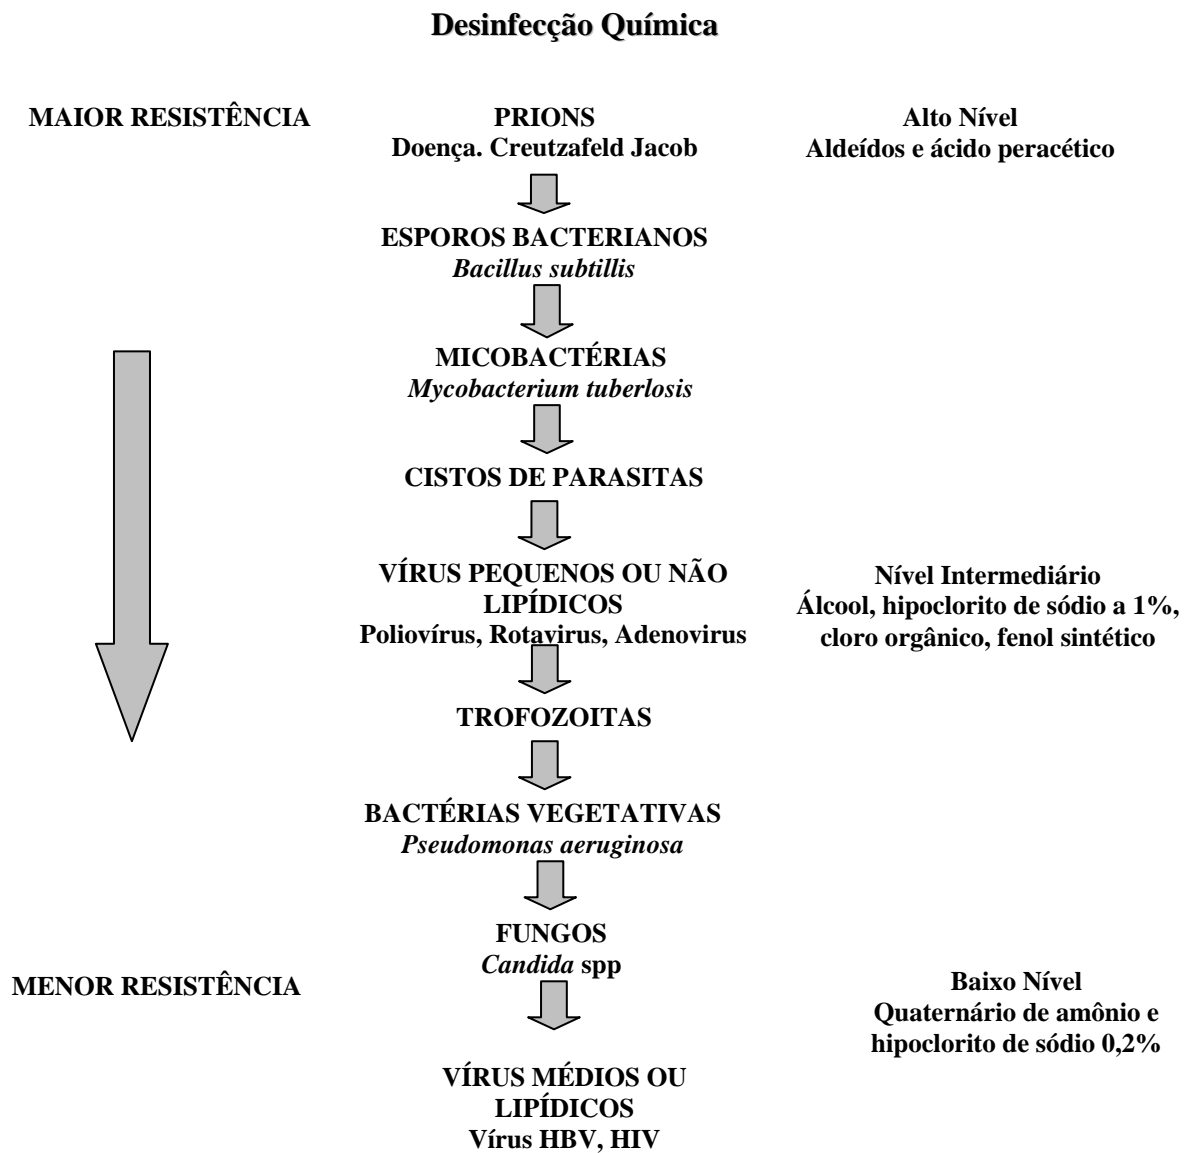 Desinfecção Química
MAIOR RESISTÊNCIA
PRIONS
Doença. Creutzafeld Jacob
Alto Nível
Aldeídos e ácido peracético
ESPOROS BACTERIANOS
Bacillus subtillis
MICOBACTÉRIAS
Mycobacterium tuberlosis
CISTOS DE PARASITAS
VÍRUS PEQUENOS OU NÃO
LIPÍDICOS
Poliovírus, Rotavirus, Adenovirus
Nível Intermediário
Álcool, hipoclorito de sódio a 1%,
cloro orgânico, fenol sintético
TROFOZOITAS
BACTÉRIAS VEGETATIVAS
Pseudomonas aeruginosa
FUNGOS
Candida spp
MENOR RESISTÊNCIA
Baixo Nível
Quaternário de amônio e
hipoclorito de sódio 0,2%
VÍRUS MÉDIOS OU
LIPÍDICOS
Vírus HBV, HIV